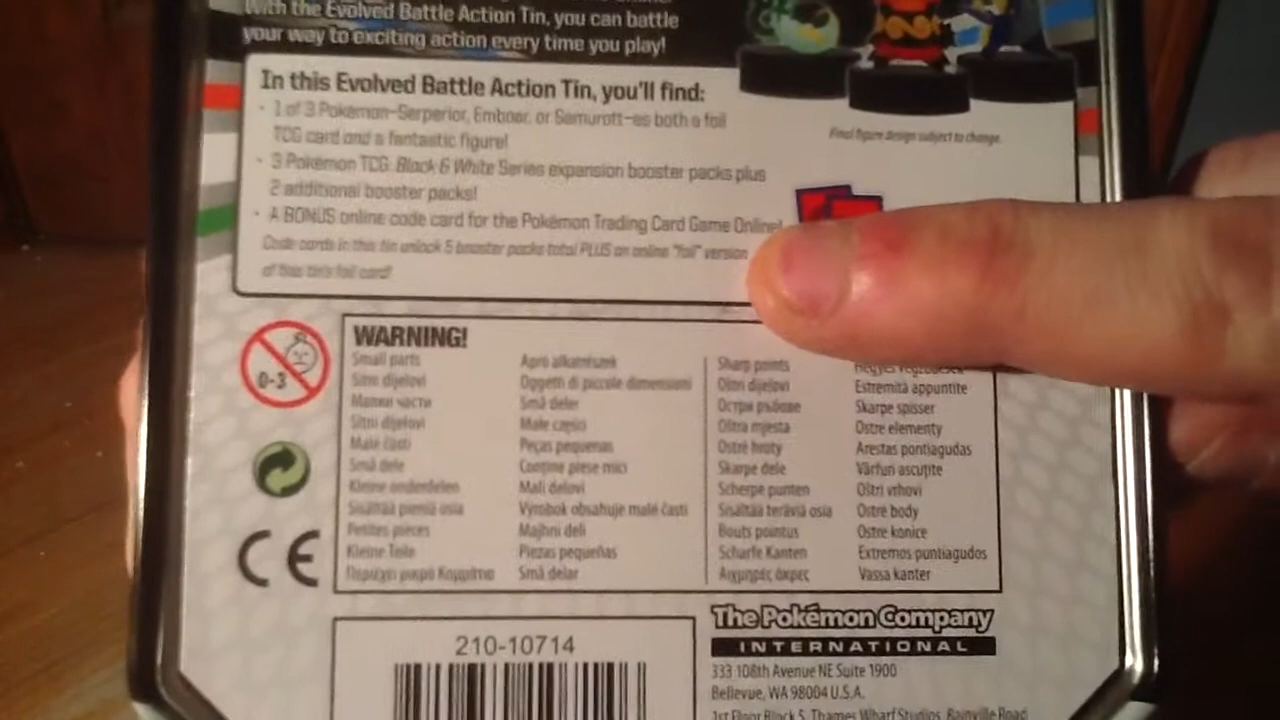 With the Evolved Battle Action Tin, you can battle
your way to exciting action every time you play!
In this Evolved Battle Action Tin, you'll find:
• 1 of 3 Pokémon–Serperior, Emboar, or Samurott–as both a foil
TCG card and a fantastic figure!
• 3 Pokémon TCG: Black & White Series expansion booster packs plus
2 additional booster packs!
• A BONUS online code card for the Pokémon Trading Card Game Online!
Code cards in this tin unlock 5 booster packs total PLUS an online "foil" version
of this tin's foil card!
Final figure design subject to change.
0-3
WARNING!
Small parts
Sitni dijelovi
Малки части
Sitni dijelovi
Malé části
Små dele
Kleine onderdelen
Sisältää pieniä osia
Petites pièces
Kleine Teile
Περιέχει μικρά Κομμάτια
Apró alkatrészek
Oggetti di piccole dimensioni
Små deler
Małe części
Peças pequenas
Conține piese mici
Mali delovi
Výrobok obsahuje malé časti
Majhni deli
Piezas pequeñas
Små delar
Sharp points
Oštri dijelovi
Остри ръбове
Oštra mjesta
Ostré hroty
Skarpe dele
Scherpe punten
Sisältää teräviä osia
Bouts pointus
Scharfe Kanten
Αιχμηρές άκρες
Hegyes végződések
Estremità appuntite
Skarpe spisser
Ostre elementy
Arestas pontiagudas
Vârfuri ascuțite
Oštri vrhovi
Ostré body
Ostre konice
Extremos puntiagudos
Vassa kanter
CE
210-10714
The Pokémon Company
INTERNATIONAL
333 108th Avenue NE Suite 1900
Bellevue, WA 98004 U.S.A.
1st Floor Block 5, Thames Wharf Studios, Rainville Road